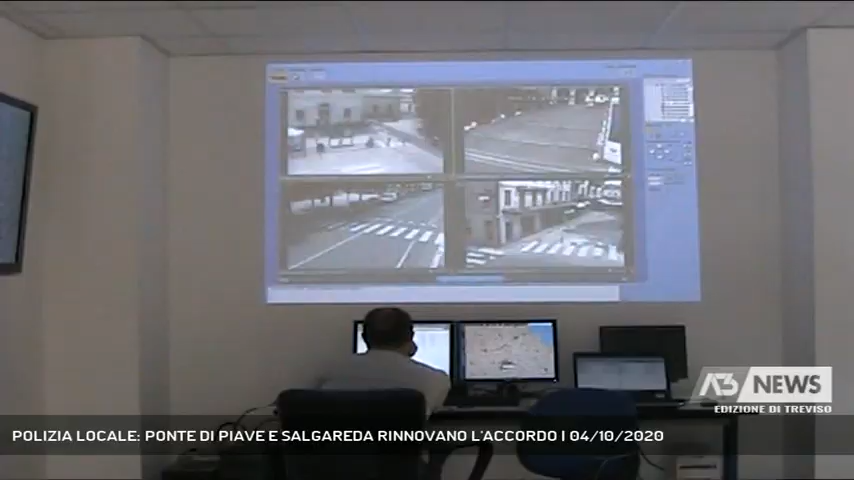 A3 NEWS
EDIZIONE DI TREVISO
POLIZIA LOCALE: PONTE DI PIAVE E SALGAREDA RINNOVANO L'ACCORDO | 04/10/2020